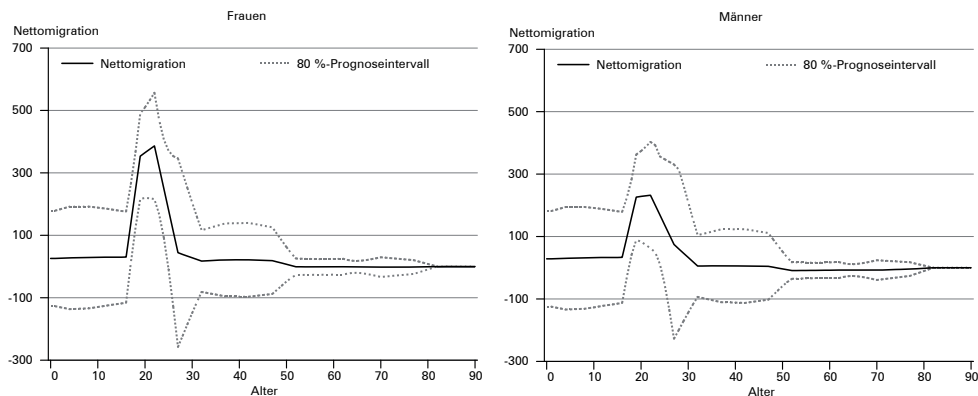 Frauen
Nettomigration
700
Nettomigration 80 %-Prognoseintervall
500
300
100
-100
-300
0 10 20 30 40 50 60 70 80 90
Alter
Männer
Nettomigration
700
Nettomigration 80 %-Prognoseintervall
500
300
100
-100
-300
0 10 20 30 40 50 60 70 80 90
Alter